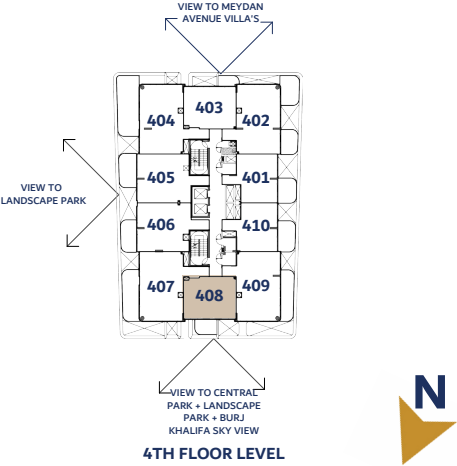 VIEW TO MEYDAN
AVENUE VILLA'S
403
404
402
405
401
VIEW TO
LANDSCAPE PARK
406
410
407
409
408
VIEW TO CENTRAL
PARK + LANDSCAPE
PARK + BURJ
KHALIFA SKY VIEW
4TH FLOOR LEVEL
N